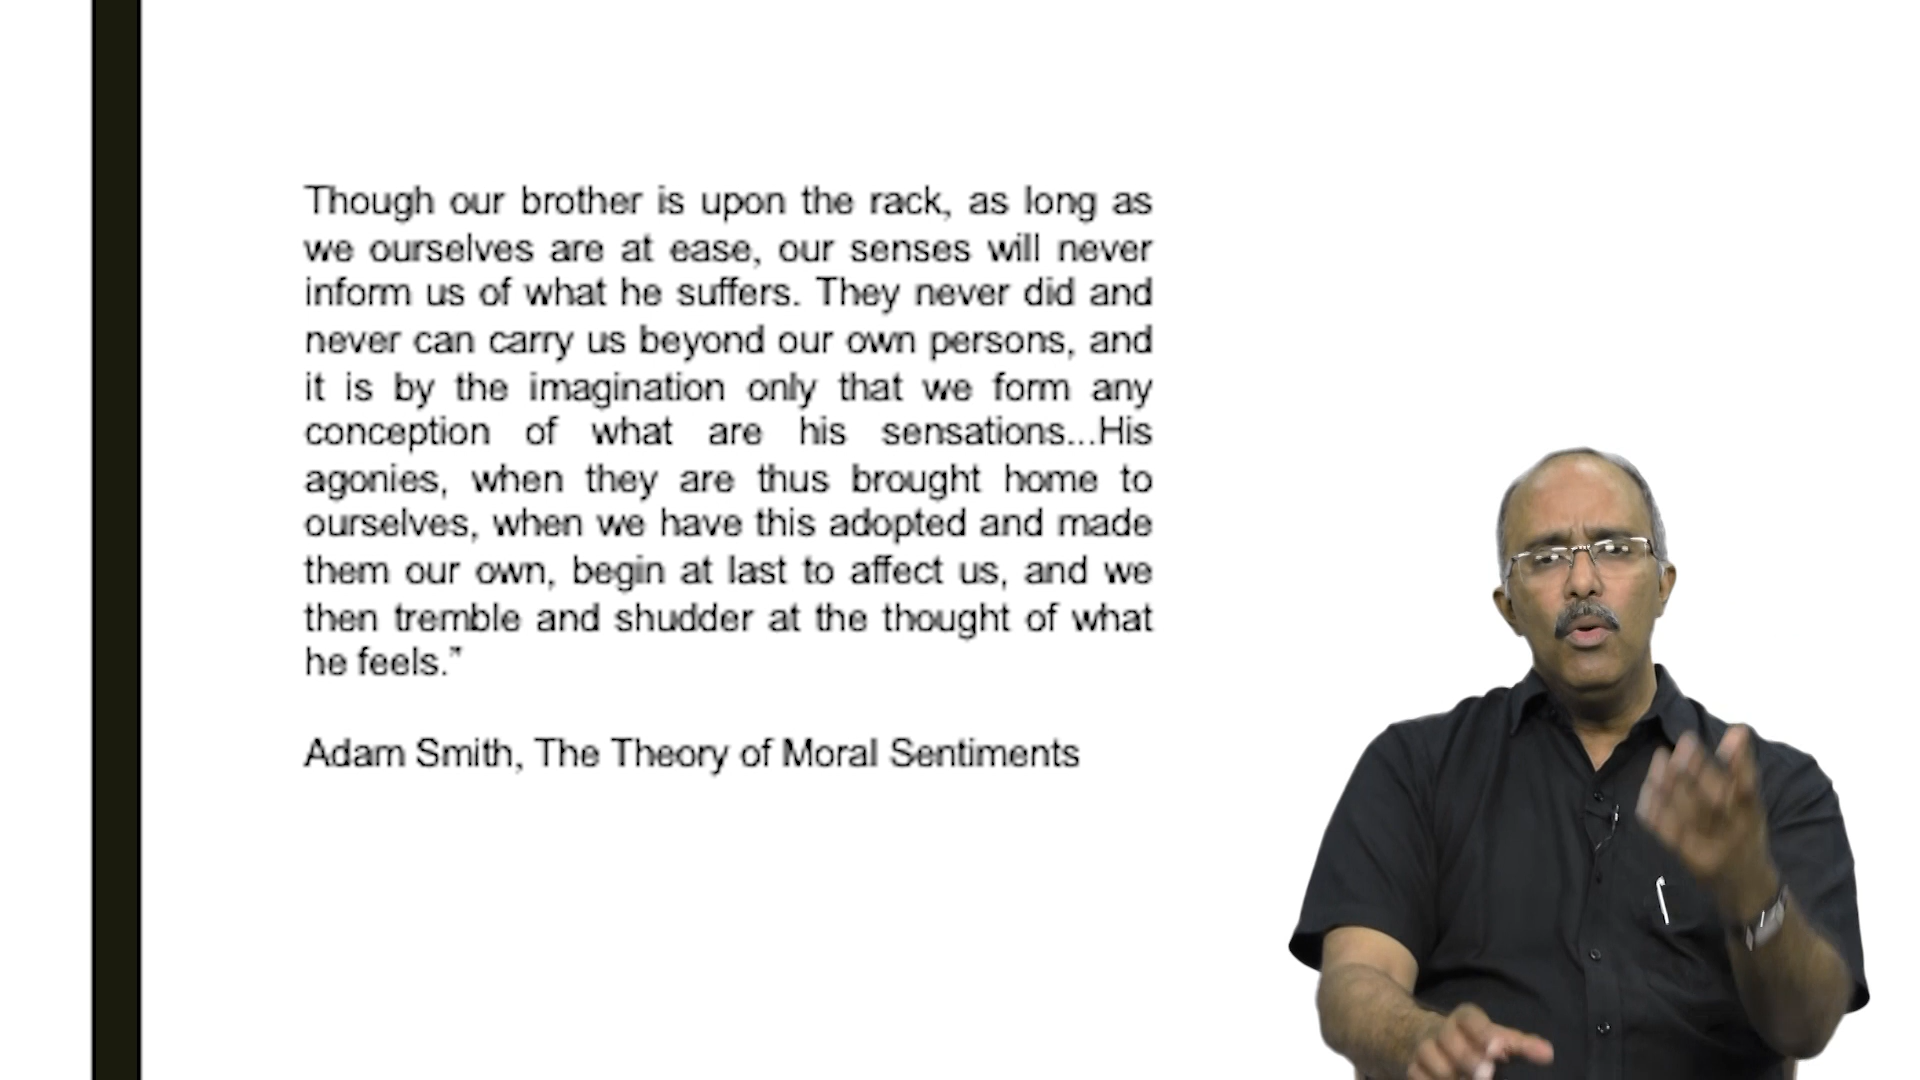 Though our brother is upon the rack, as long as
we ourselves are at ease, our senses will never
inform us of what he suffers. They never did and
never can carry us beyond our own persons, and
it is by the imagination only that we form any
conception of what are his sensations...His
agonies, when they are thus brought home to
ourselves, when we have this adopted and made
them our own, begin at last to affect us, and we
then tremble and shudder at the thought of what
he feels.”

Adam Smith, The Theory of Moral Sentiments